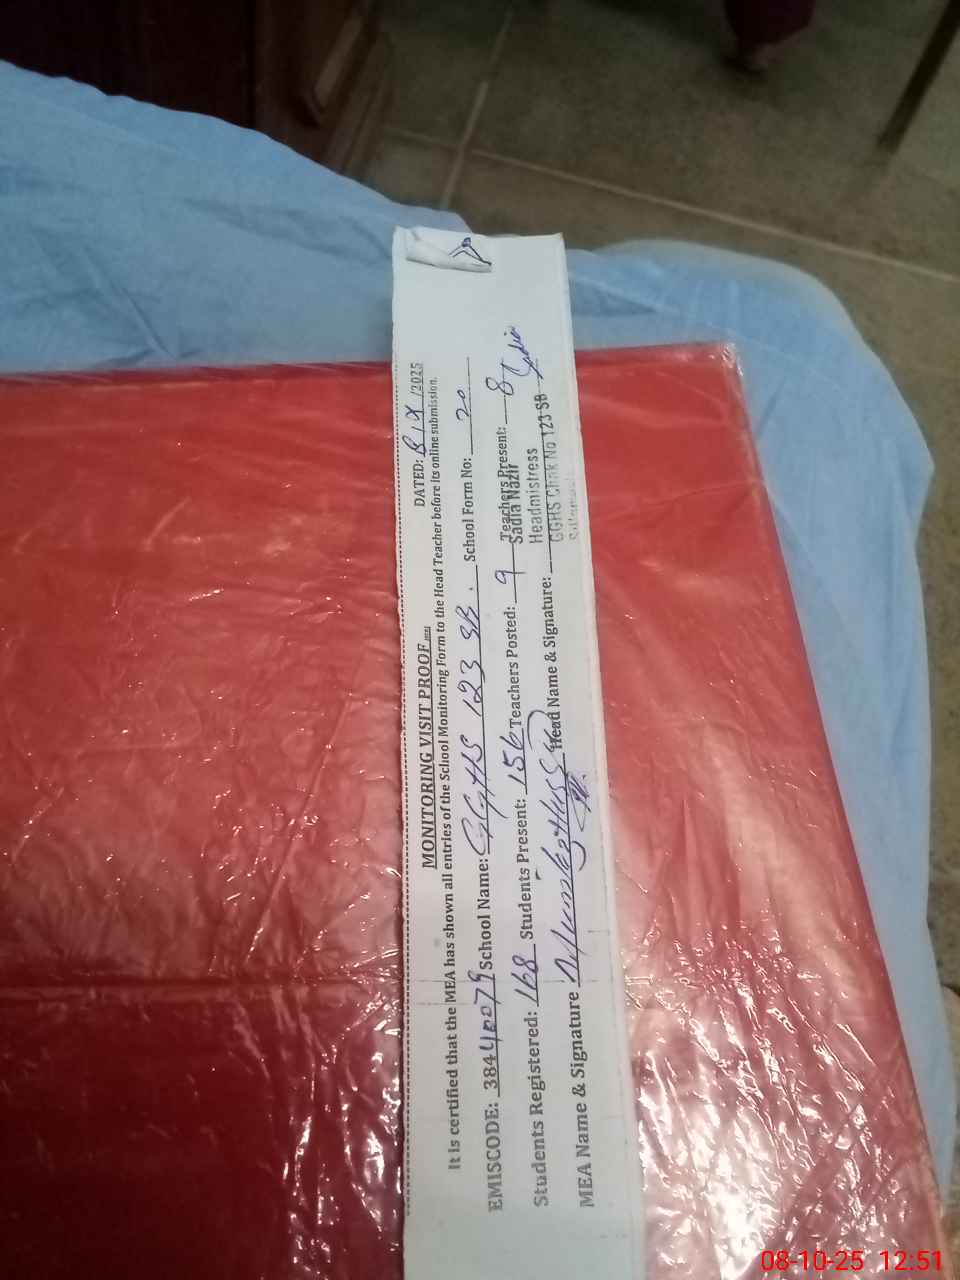 DATED: 8/X/2025
MONITORING VISIT PROOF (MEA)
It is certified that the MEA has shown all entries of the School Monitoring Form to the Head Teacher before its online submission.
EMISCODE: 38440079 School Name: GGHS 123 SB. School Form No: 20
Students Registered: 168 Students Present: 156 Teachers Posted: 9 Teachers Present: 8
Sadia Nazir
Headmistress
MEA Name & Signature Head Name & Signature: GGHS Chak No 123 SB
Sadia
08-10-25 12:51